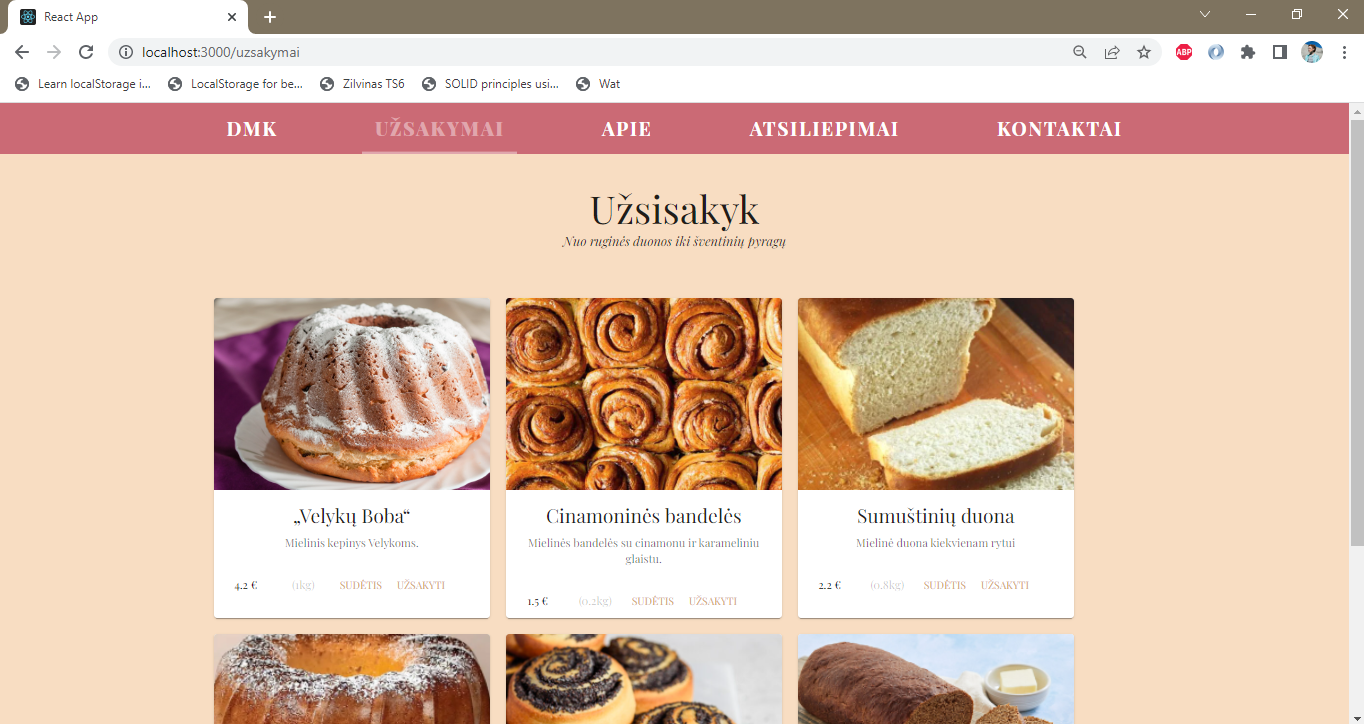 React App
localhost:3000/uzsakymai
ABP
Learn localStorage i...
LocalStorage for be...
Zilvinas TS6
SOLID principles usi...
Wat
DMK
UŽSAKYMAI
APIE
ATSILIEPIMAI
KONTAKTAI
Užsisakyk
Nuo ruginės duonos iki šventinių pyragų
„Velykų Boba“
Mielinis kepinys Velykoms.
4.2 € (1kg) SUDĖTIS UŽSAKYTI
Cinamoninės bandelės
Mielinės bandelės su cinamonu ir karameliniu
glaistu.
1.5 € (0.2kg) SUDĖTIS UŽSAKYTI
Sumuštinių duona
Mielinė duona kiekvienam rytui
2.2 € (0.8kg) SUDĖTIS UŽSAKYTI